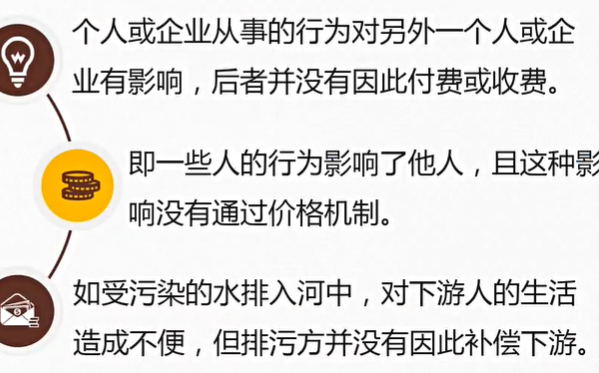 个人或企业从事的行为对另外一个人或企
业有影响，后者并没有因此付费或收费。
即一些人的行为影响了他人，且这种影
响没有通过价格机制。
如受污染的水排入河中，对下游人的生活
造成不便，但排污方并没有因此补偿下游。